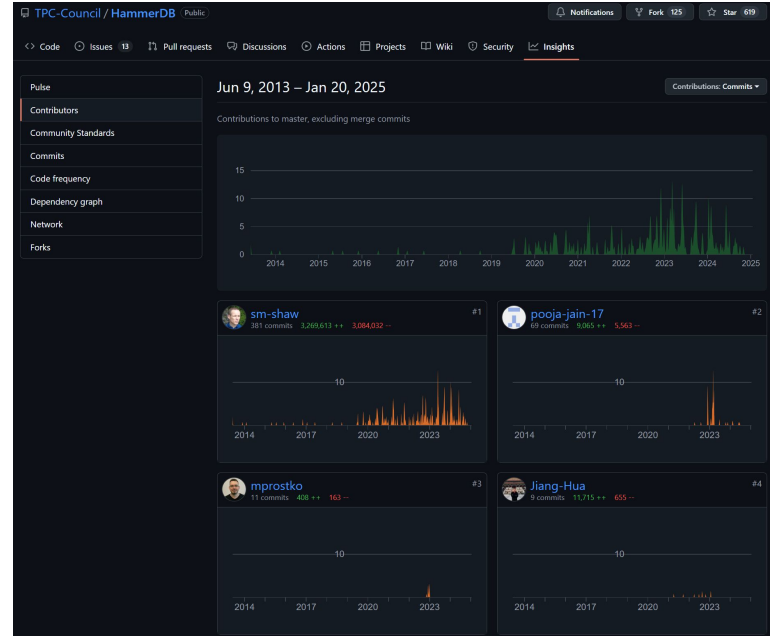 TPC-Council / HammerDB Public
Notifications Fork 125 Star 619
Code Issues 13 Pull requests Discussions Actions Projects Wiki Security Insights
Pulse
Contributors
Community Standards
Commits
Code frequency
Dependency graph
Network
Forks
Jun 9, 2013 – Jan 20, 2025
Contributions: Commits
Contributions to master, excluding merge commits
15
10
5
0
2014 2015 2016 2017 2018 2019 2020 2021 2022 2023 2024 2025
sm-shaw #1
381 commits 3,269,613 ++ 3,084,032 --
10
2014 2017 2020 2023
pooja-jain-17 #2
69 commits 9,065 ++ 5,563 --
10
2014 2017 2020 2023
mprostko #3
11 commits 408 ++ 163 --
10
2014 2017 2020 2023
Jiang-Hua #4
9 commits 11,715 ++ 655 --
10
2014 2017 2020 2023